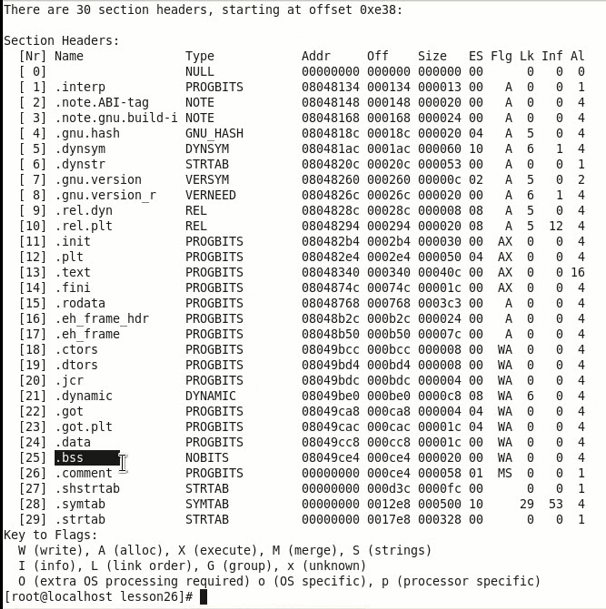 There are 30 section headers, starting at offset 0xe38:
Section Headers:
[Nr] Name Type Addr Off Size ES Flg Lk Inf Al
[ 0] NULL 00000000 000000 000000 00 0 0 0
[ 1] .interp PROGBITS 08048134 000134 000013 00 A 0 0 1
[ 2] .note.ABI-tag NOTE 08048148 000148 000020 00 A 0 0 4
[ 3] .note.gnu.build-i NOTE 08048168 000168 000024 00 A 0 0 4
[ 4] .gnu.hash GNU_HASH 0804818c 00018c 000020 04 A 5 0 4
[ 5] .dynsym DYNSYM 080481ac 0001ac 000060 10 A 6 1 4
[ 6] .dynstr STRTAB 0804820c 00020c 000053 00 A 0 0 1
[ 7] .gnu.version VERSYM 08048260 000260 00000c 02 A 5 0 2
[ 8] .gnu.version_r VERNEED 0804826c 00026c 000020 00 A 6 1 4
[ 9] .rel.dyn REL 0804828c 00028c 000008 08 A 5 0 4
[10] .rel.plt REL 08048294 000294 000020 08 A 5 12 4
[11] .init PROGBITS 080482b4 0002b4 000030 00 AX 0 0 4
[12] .plt PROGBITS 080482e4 0002e4 000050 04 AX 0 0 4
[13] .text PROGBITS 08048340 000340 00040c 00 AX 0 0 16
[14] .fini PROGBITS 0804874c 00074c 00001c 00 AX 0 0 4
[15] .rodata PROGBITS 08048768 000768 0003c3 00 A 0 0 4
[16] .eh_frame_hdr PROGBITS 08048b2c 000b2c 000024 00 A 0 0 4
[17] .eh_frame PROGBITS 08048b50 000b50 00007c 00 A 0 0 4
[18] .ctors PROGBITS 08049bcc 000bcc 000008 00 WA 0 0 4
[19] .dtors PROGBITS 08049bd4 000bd4 000008 00 WA 0 0 4
[20] .jcr PROGBITS 08049bdc 000bdc 000004 00 WA 0 0 4
[21] .dynamic DYNAMIC 08049be0 000be0 0000c8 08 WA 6 0 4
[22] .got PROGBITS 08049ca8 000ca8 000004 04 WA 0 0 4
[23] .got.plt PROGBITS 08049cac 000cac 00001c 04 WA 0 0 4
[24] .data PROGBITS 08049cc8 000cc8 00001c 00 WA 0 0 4
[25] .bss NOBITS 08049ce4 000ce4 000020 00 WA 0 0 4
[26] .comment PROGBITS 00000000 000ce4 000058 01 MS 0 0 1
[27] .shstrtab STRTAB 00000000 000d3c 0000fc 00 0 0 1
[28] .symtab SYMTAB 00000000 0012e8 000500 10 29 53 4
[29] .strtab STRTAB 00000000 0017e8 000328 00 0 0 1
Key to Flags:
W (write), A (alloc), X (execute), M (merge), S (strings)
I (info), L (link order), G (group), x (unknown)
O (extra OS processing required) o (OS specific), p (processor specific)
[root@localhost lesson26]#